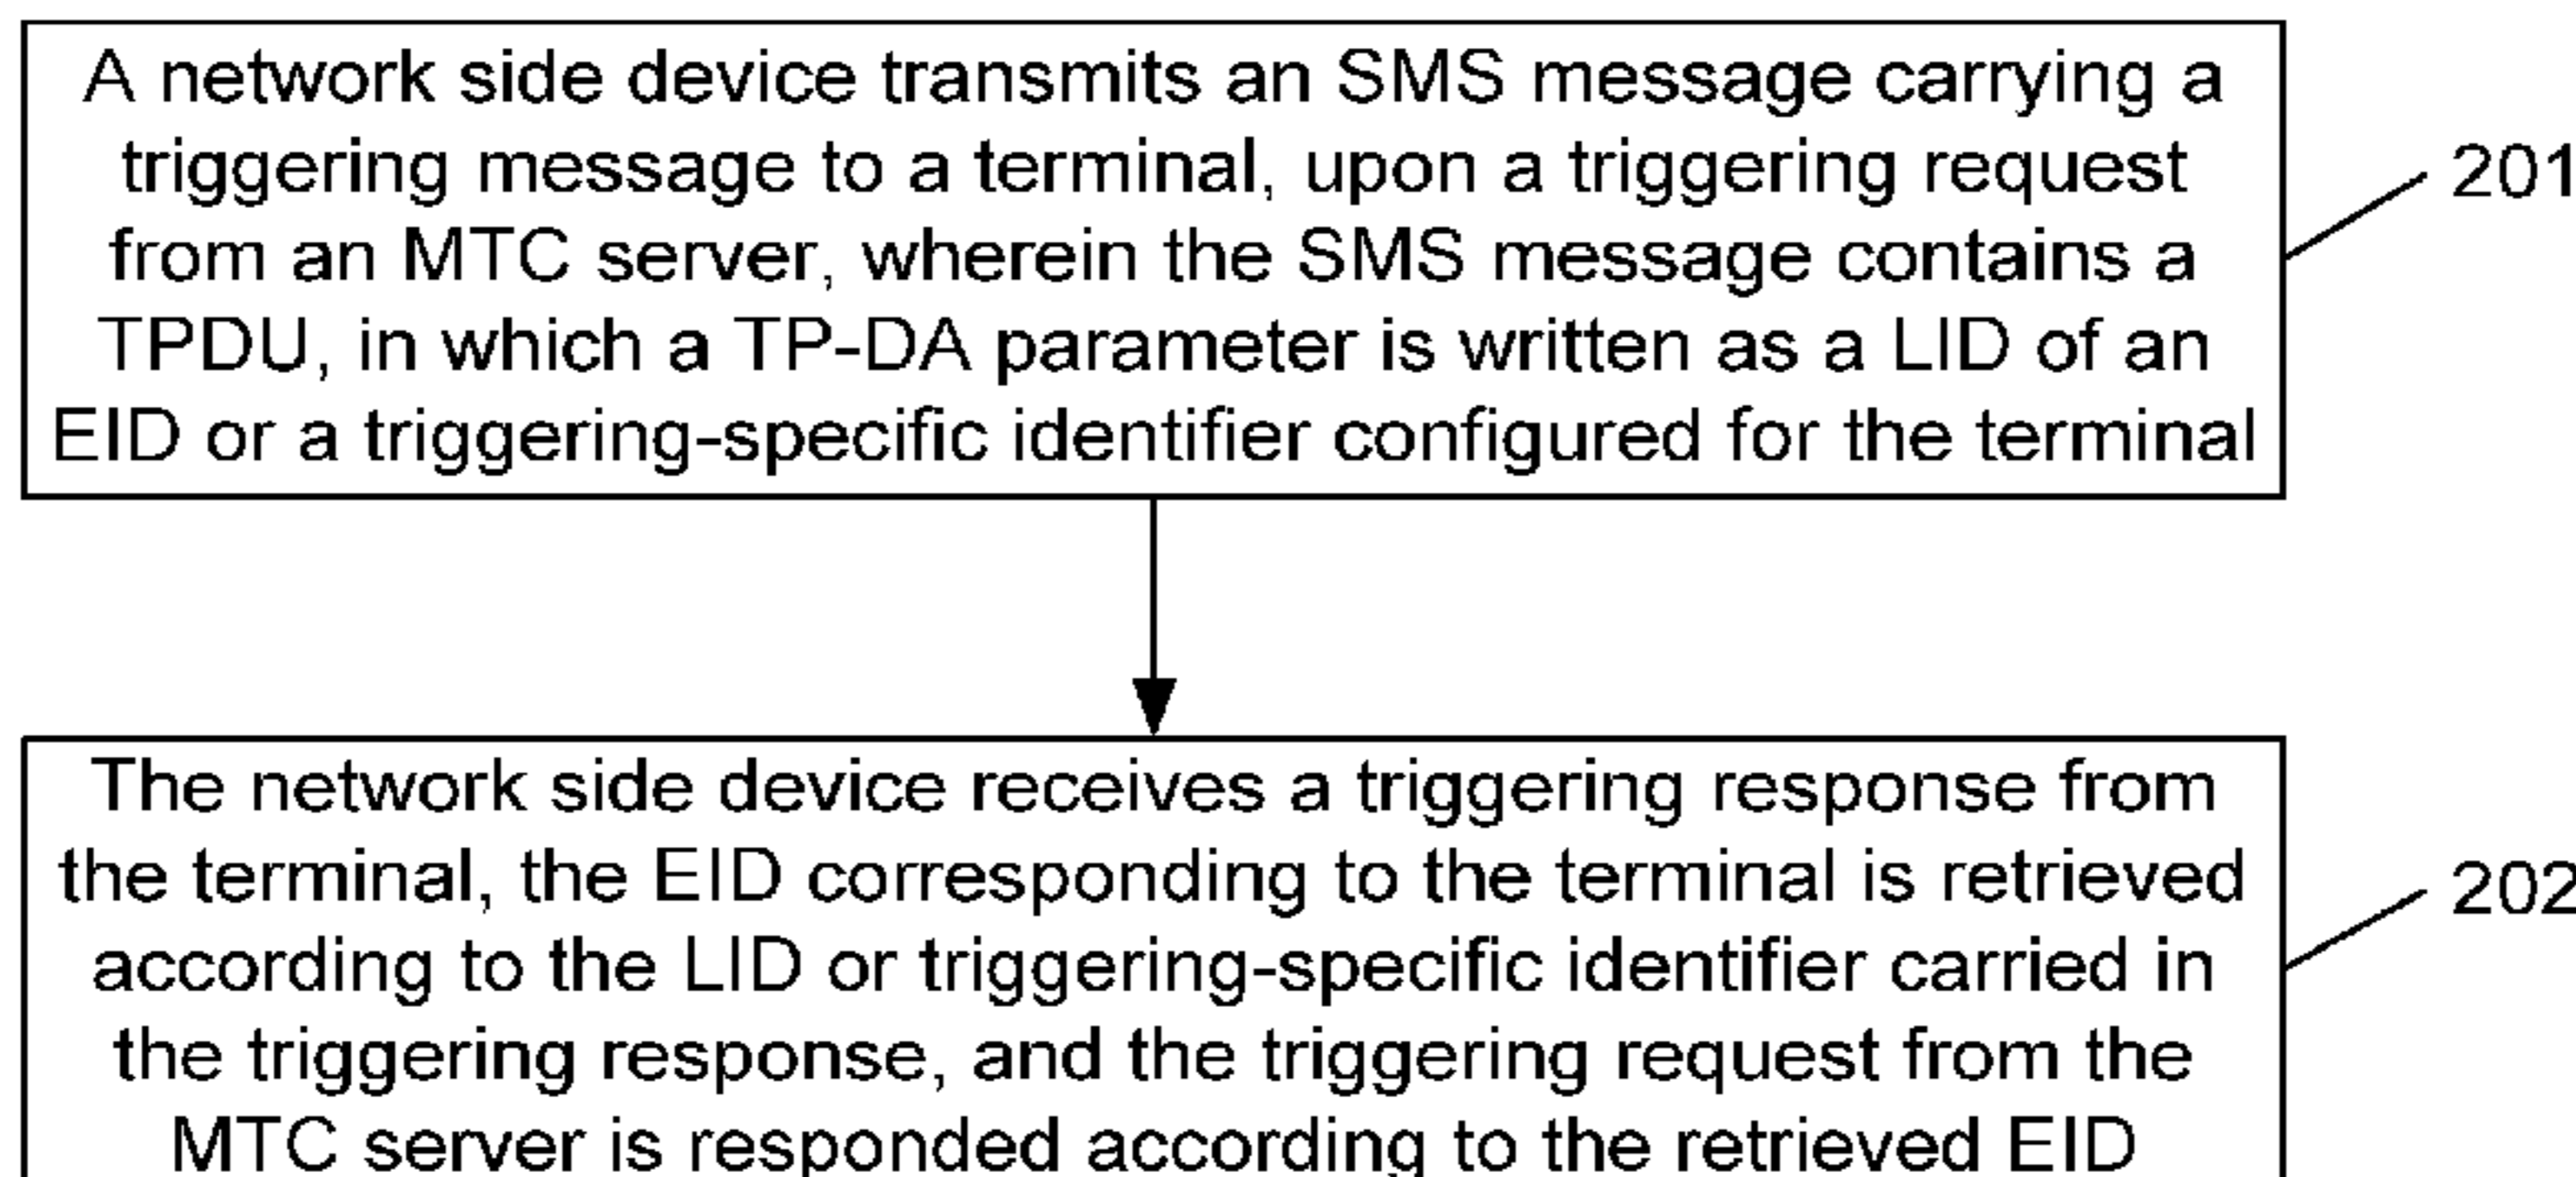 A network side device transmits an SMS message carrying a
triggering message to a terminal, upon a triggering request
from an MTC server, wherein the SMS message contains a
TPDU, in which a TP-DA parameter is written as a LID of an
EID or a triggering-specific identifier configured for the terminal
201
The network side device receives a triggering response from
the terminal, the EID corresponding to the terminal is retrieved
according to the LID or triggering-specific identifier carried in
the triggering response, and the triggering request from the
MTC server is responded according to the retrieved EID
202